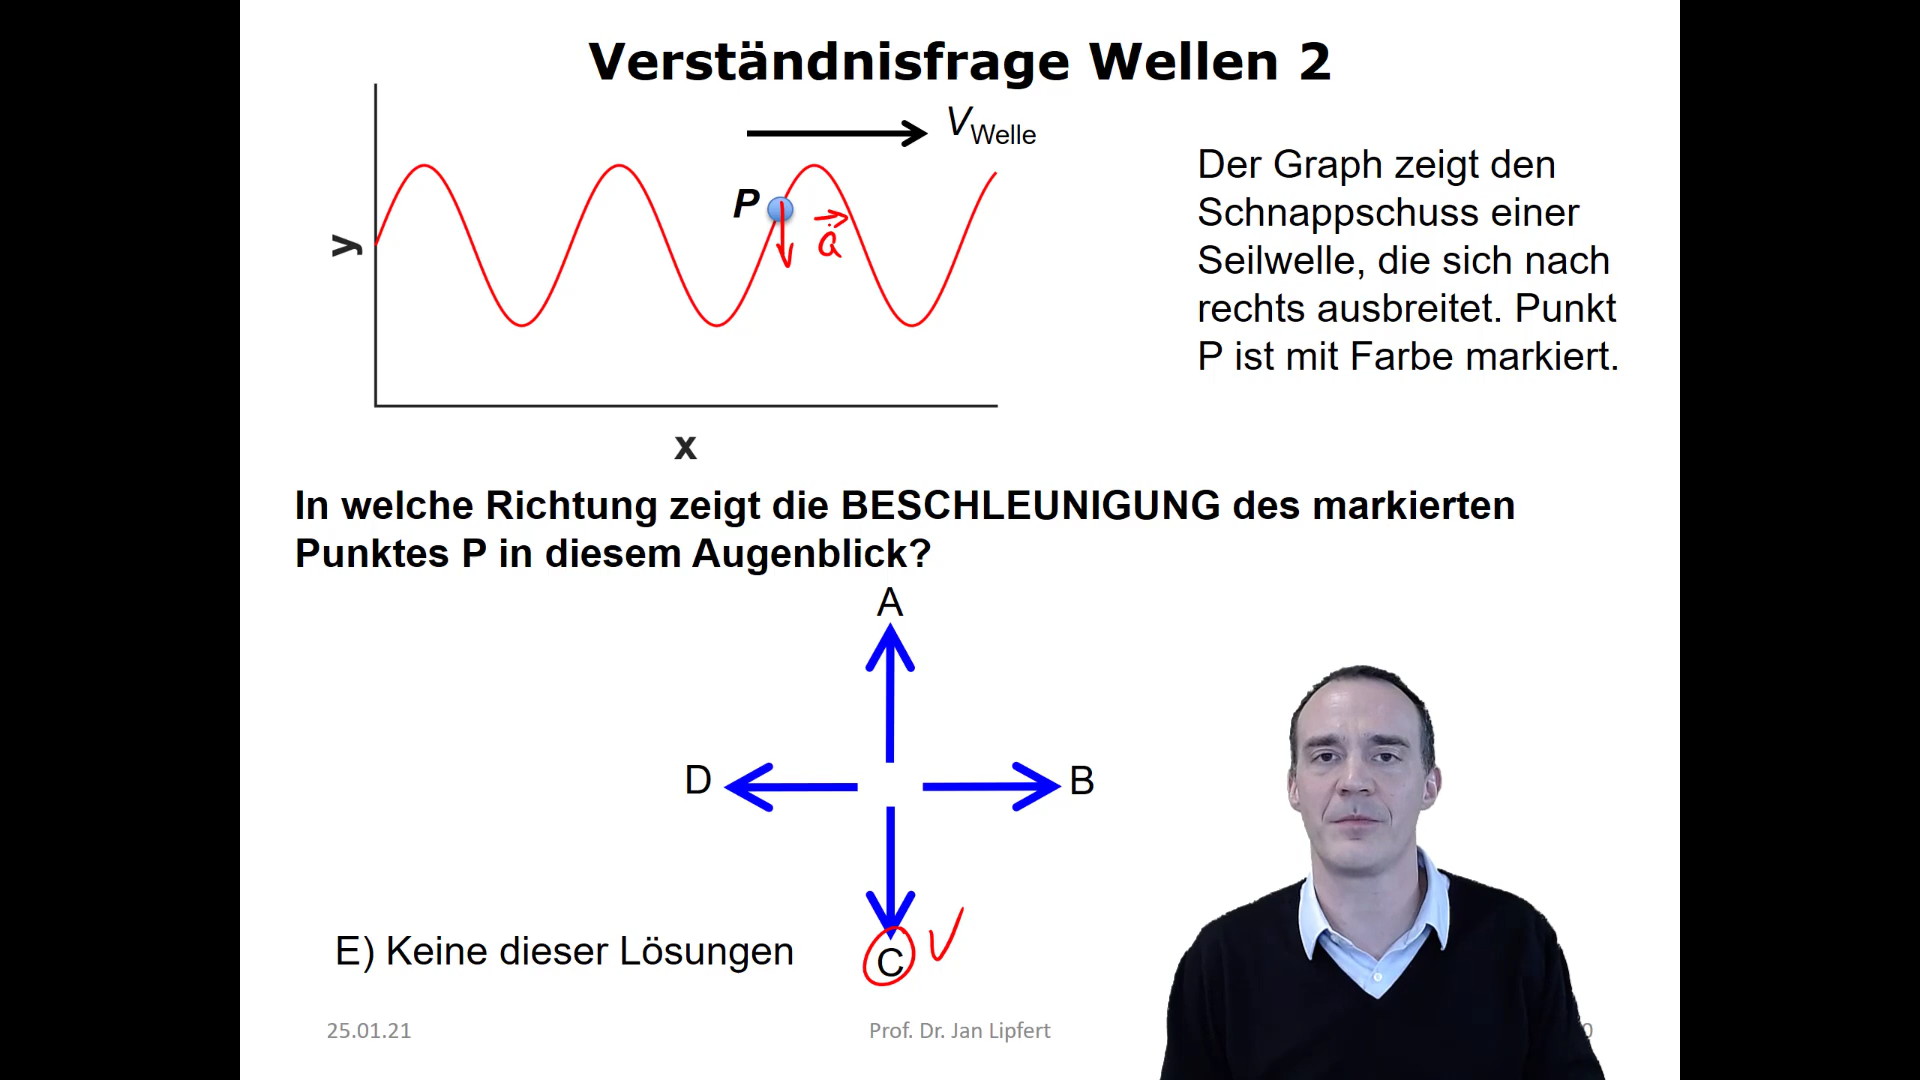 Verständnisfrage Wellen 2
V_Welle
P
a
y
x
Der Graph zeigt den
Schnappschuss einer
Seilwelle, die sich nach
rechts ausbreitet. Punkt
P ist mit Farbe markiert.
In welche Richtung zeigt die BESCHLEUNIGUNG des markierten
Punktes P in diesem Augenblick?
A
D
B
C
E) Keine dieser Lösungen
25.01.21
Prof. Dr. Jan Lipfert